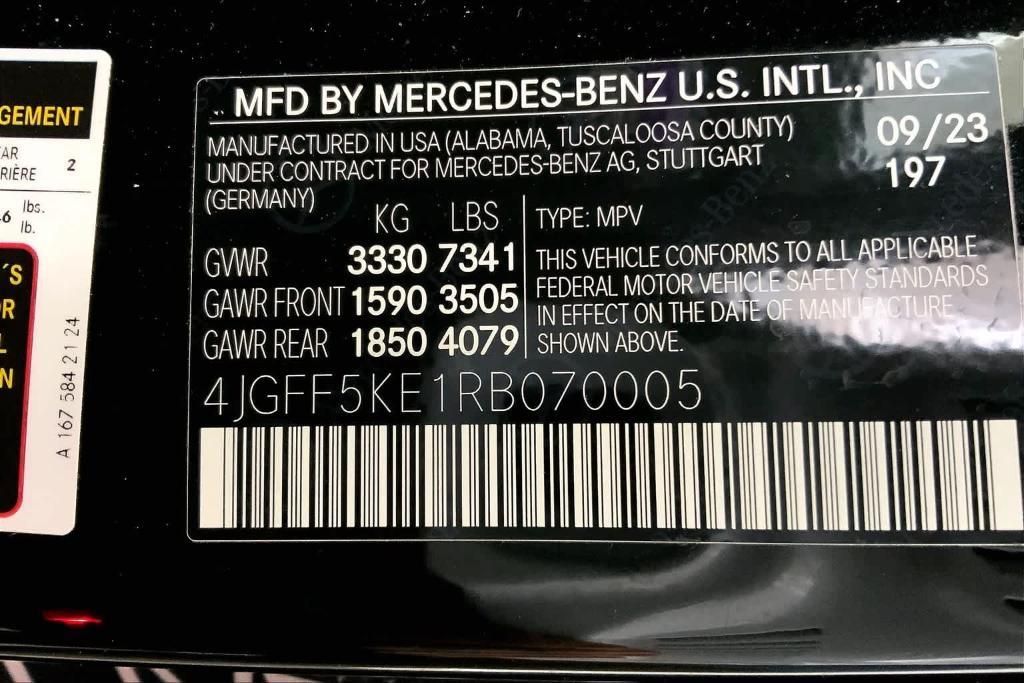 GEMENT
2
RIÈRE
lbs.
lb.
A 167 584 21 24
MFD BY MERCEDES-BENZ U.S. INTL., INC
MANUFACTURED IN USA (ALABAMA, TUSCALOOSA COUNTY)
UNDER CONTRACT FOR MERCEDES-BENZ AG, STUTTGART
(GERMANY)
09/23
197
KG LBS
GVWR 3330 7341
GAWR FRONT 1590 3505
GAWR REAR 1850 4079
TYPE: MPV
THIS VEHICLE CONFORMS TO ALL APPLICABLE
FEDERAL MOTOR VEHICLE SAFETY STANDARDS
IN EFFECT ON THE DATE OF MANUFACTURE
SHOWN ABOVE.
4JGFF5KE1RB070005